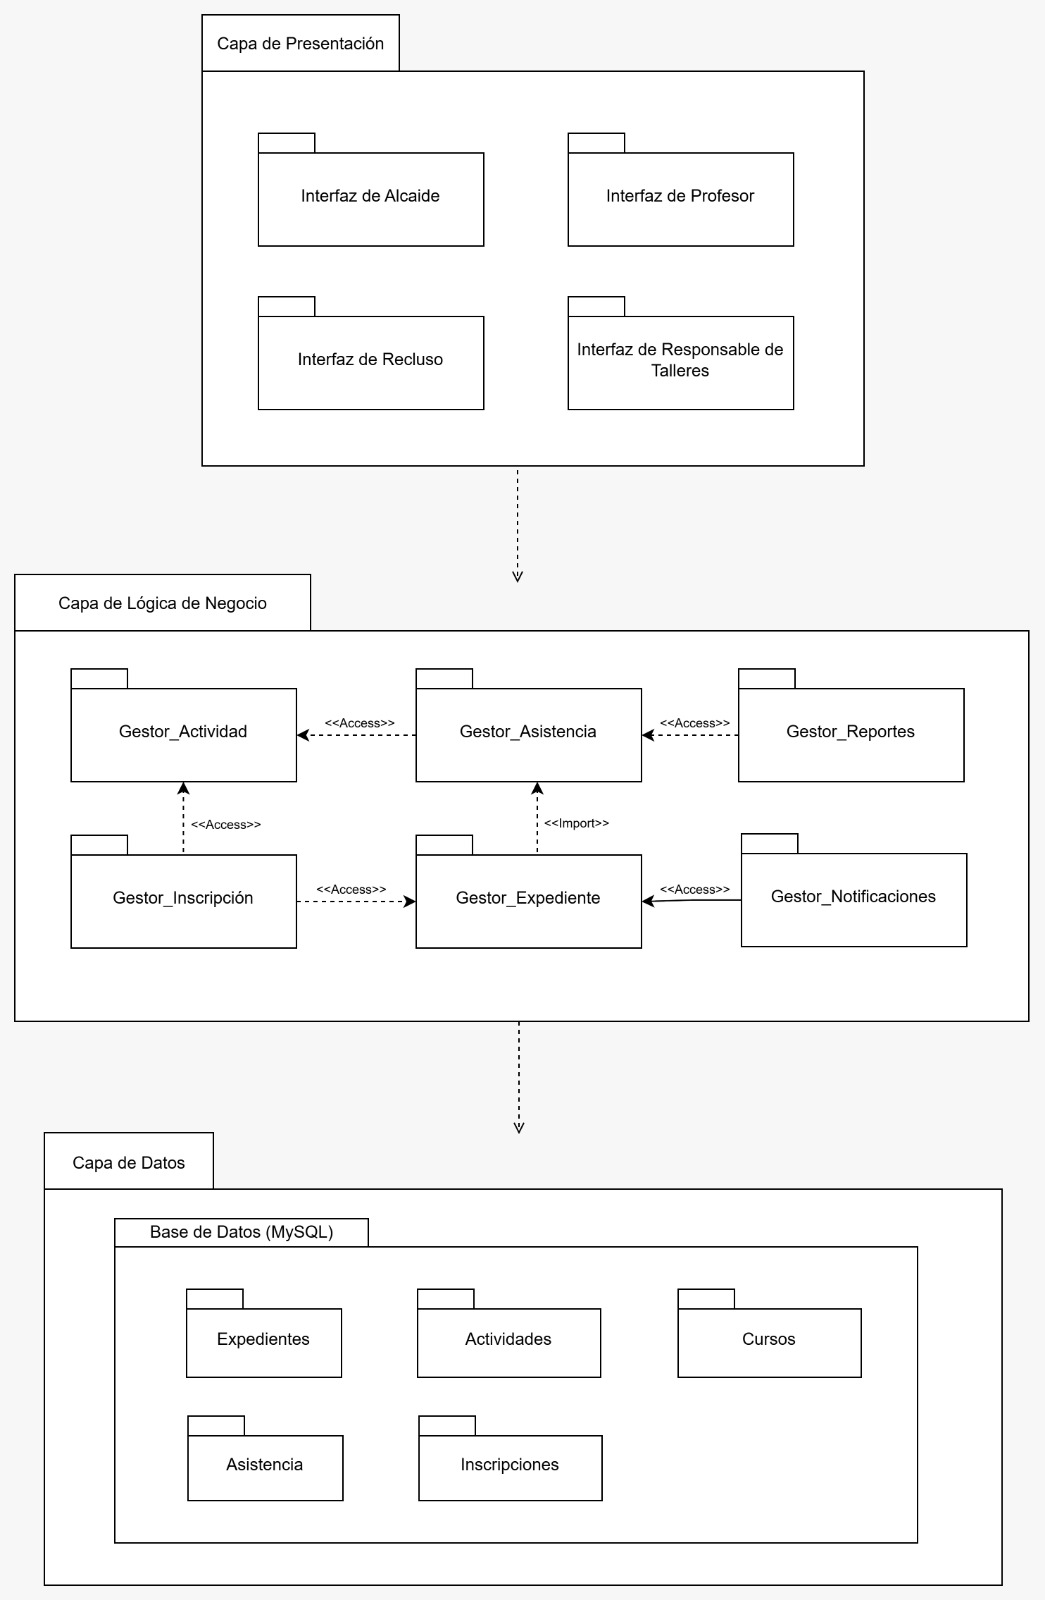 Capa de Presentación
Interfaz de Alcaide
Interfaz de Profesor
Interfaz de Recluso
Interfaz de Responsable de
Talleres
Capa de Lógica de Negocio
Gestor_Actividad
<<Access>>
Gestor_Asistencia
<<Access>>
Gestor_Reportes
<<Access>>
<<Import>>
Gestor_Inscripción
<<Access>>
Gestor_Expediente
<<Access>>
Gestor_Notificaciones
Capa de Datos
Base de Datos (MySQL)
Expedientes
Actividades
Cursos
Asistencia
Inscripciones